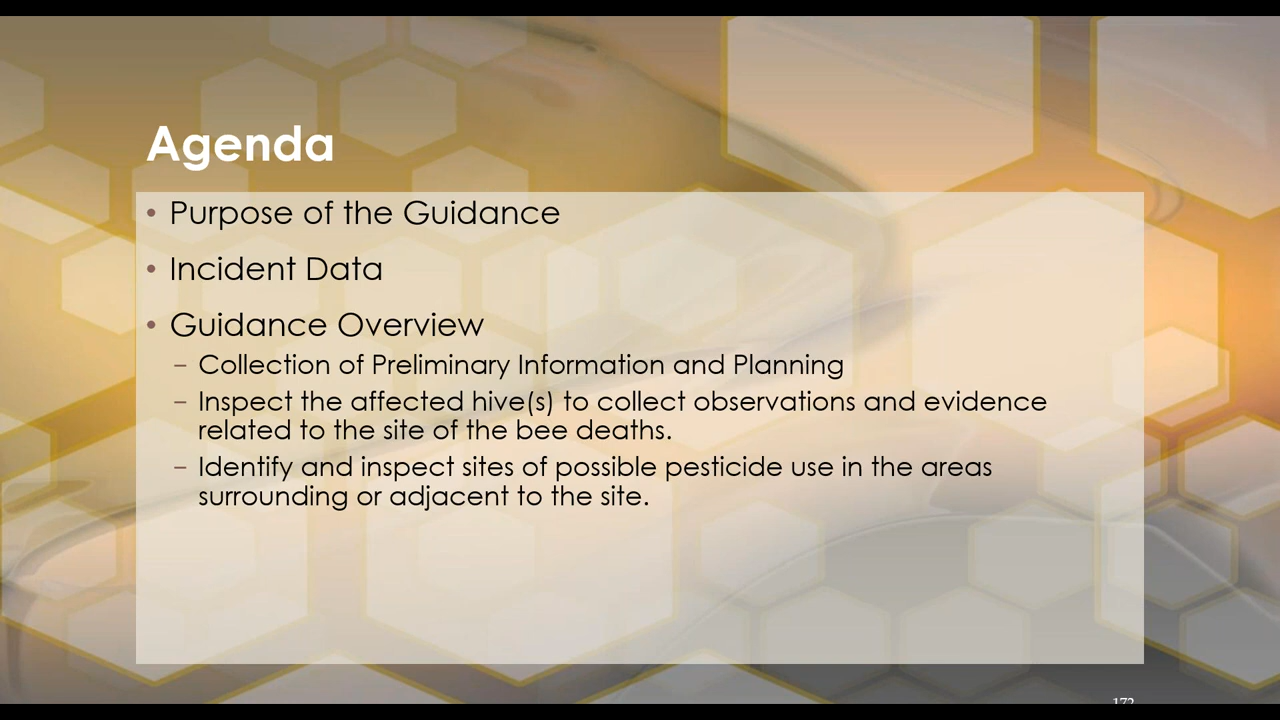 Agenda
• Purpose of the Guidance
• Incident Data
• Guidance Overview
– Collection of Preliminary Information and Planning
– Inspect the affected hive(s) to collect observations and evidence
related to the site of the bee deaths.
– Identify and inspect sites of possible pesticide use in the areas
surrounding or adjacent to the site.